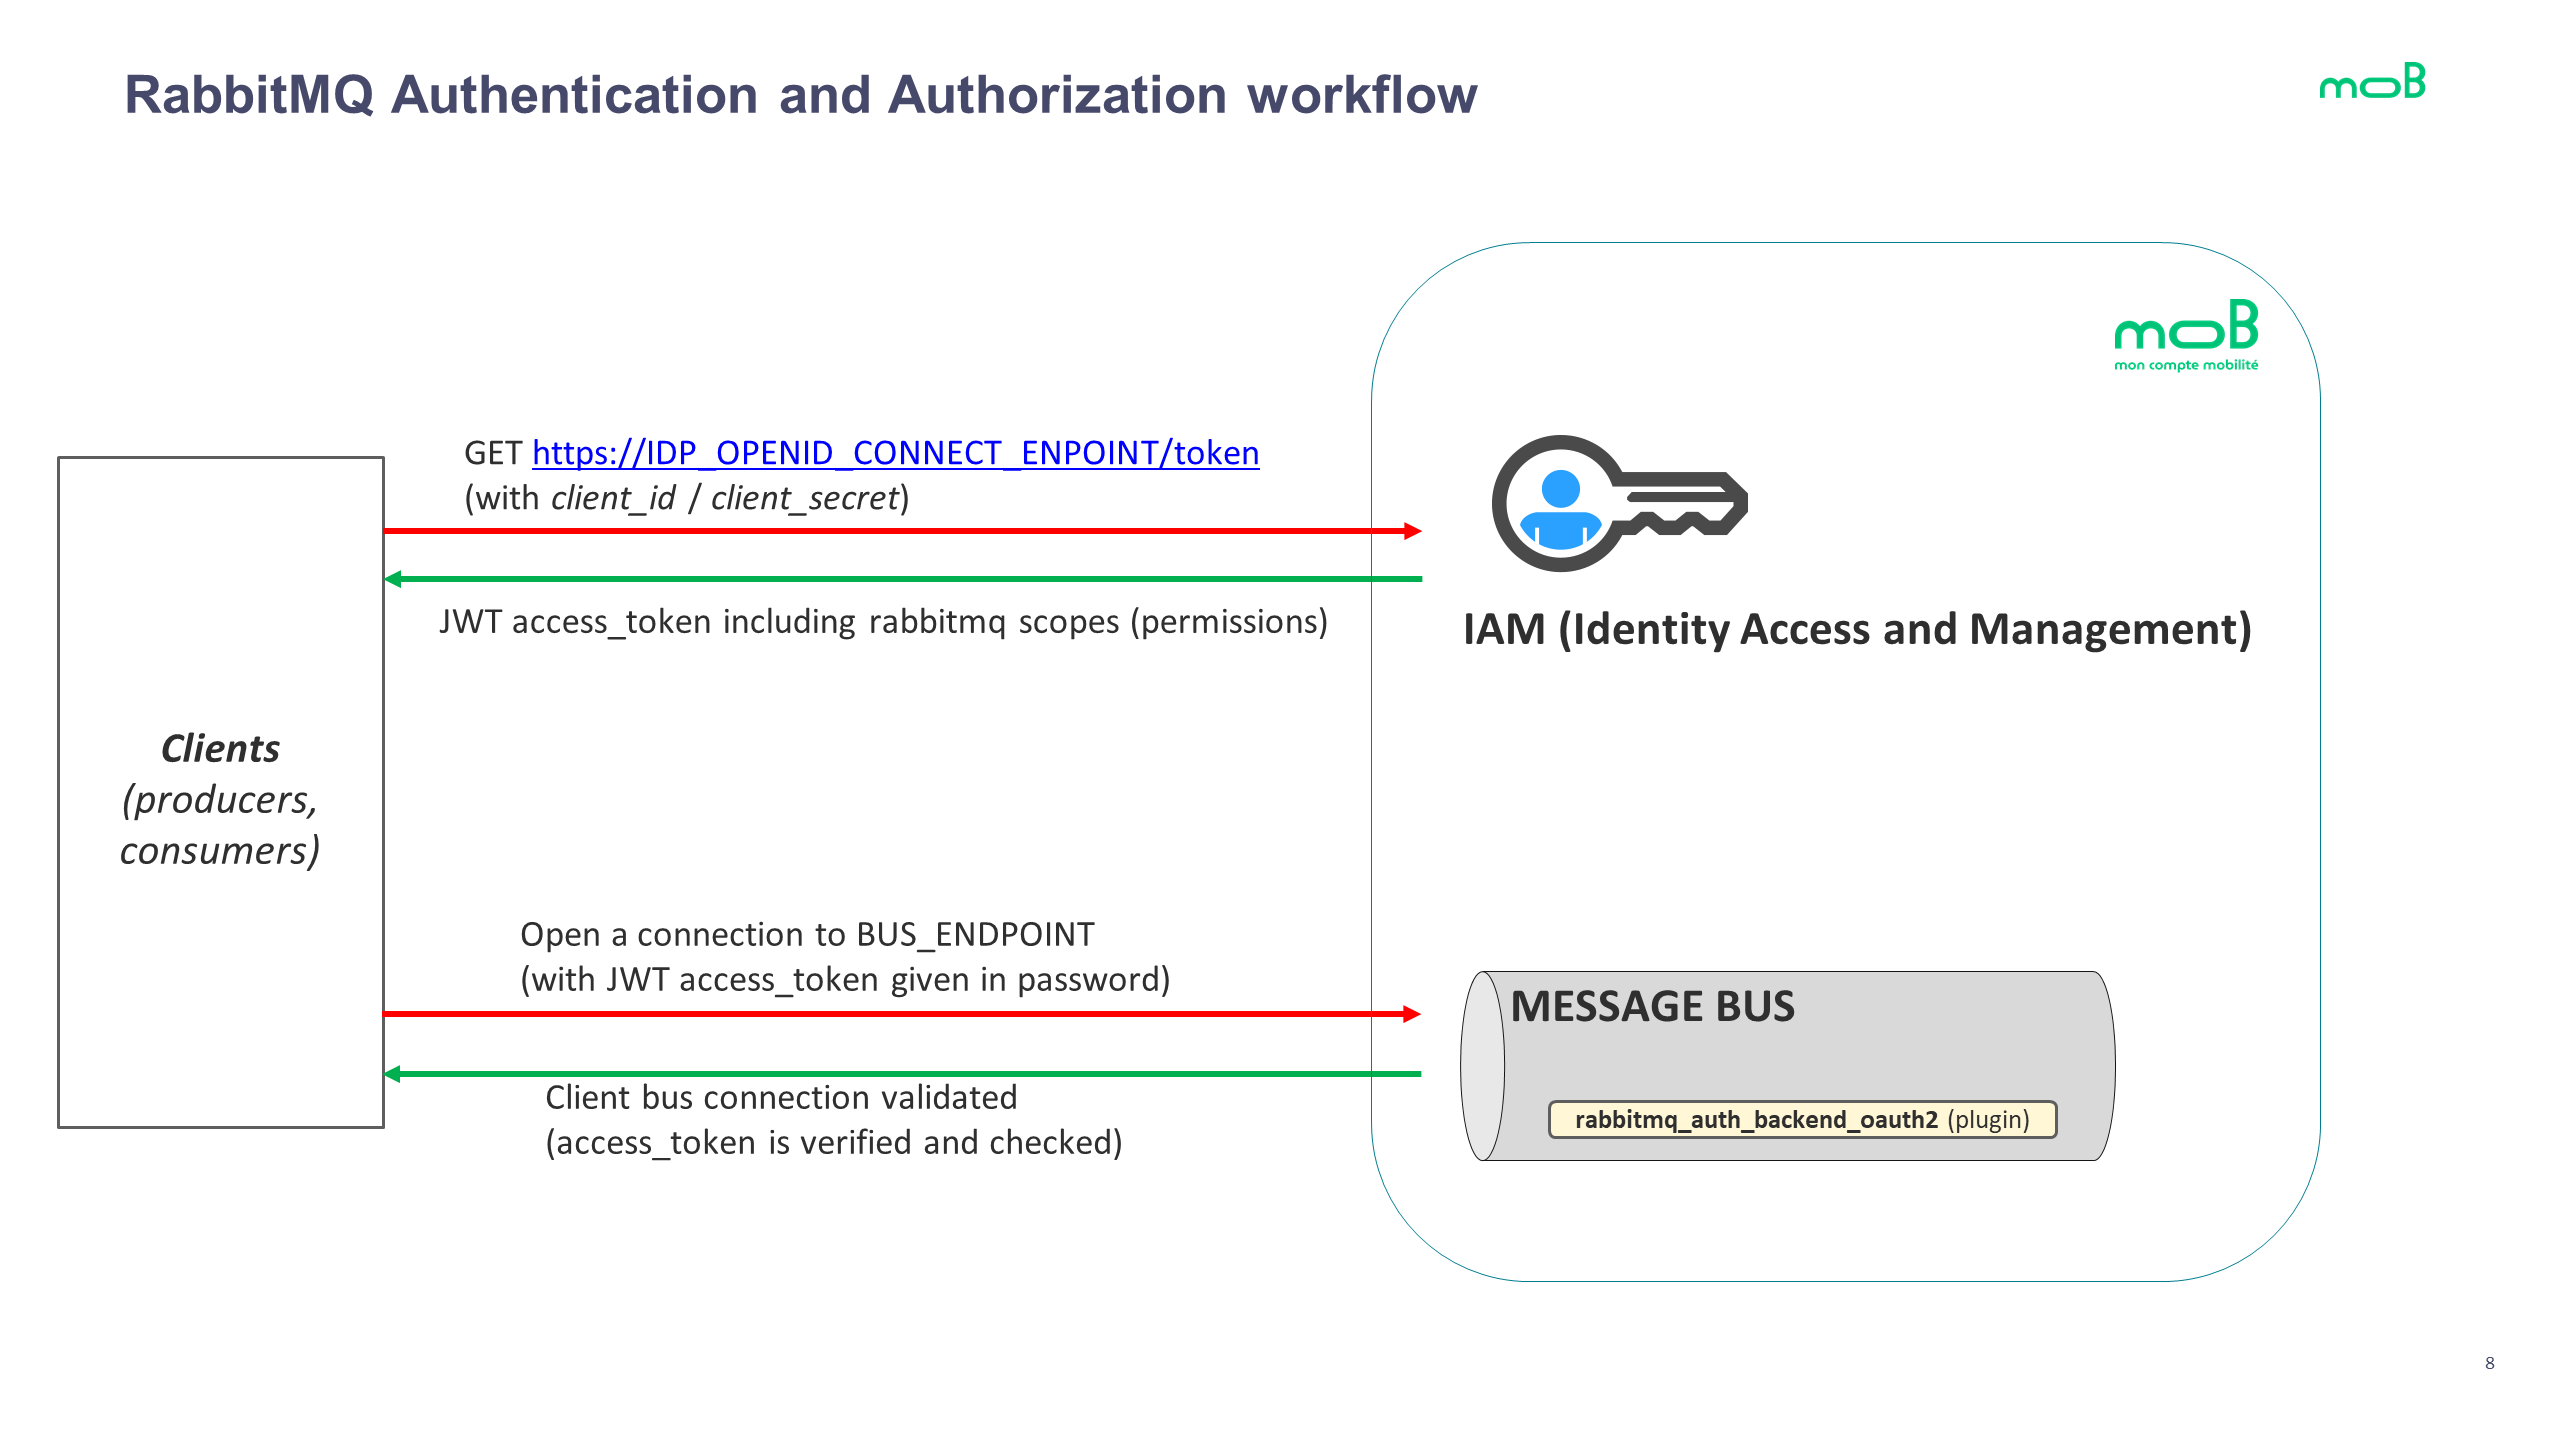 RabbitMQ Authentication and Authorization workflow
moB
moB
mon compte mobilité
GET https://IDP_OPENID_CONNECT_ENPOINT/token
(with client_id / client_secret)
JWT access_token including rabbitmq scopes (permissions)
IAM (Identity Access and Management)
Clients
(producers,
consumers)
Open a connection to BUS_ENDPOINT
(with JWT access_token given in password)
MESSAGE BUS
Client bus connection validated
(access_token is verified and checked)
rabbitmq_auth_backend_oauth2 (plugin)
8